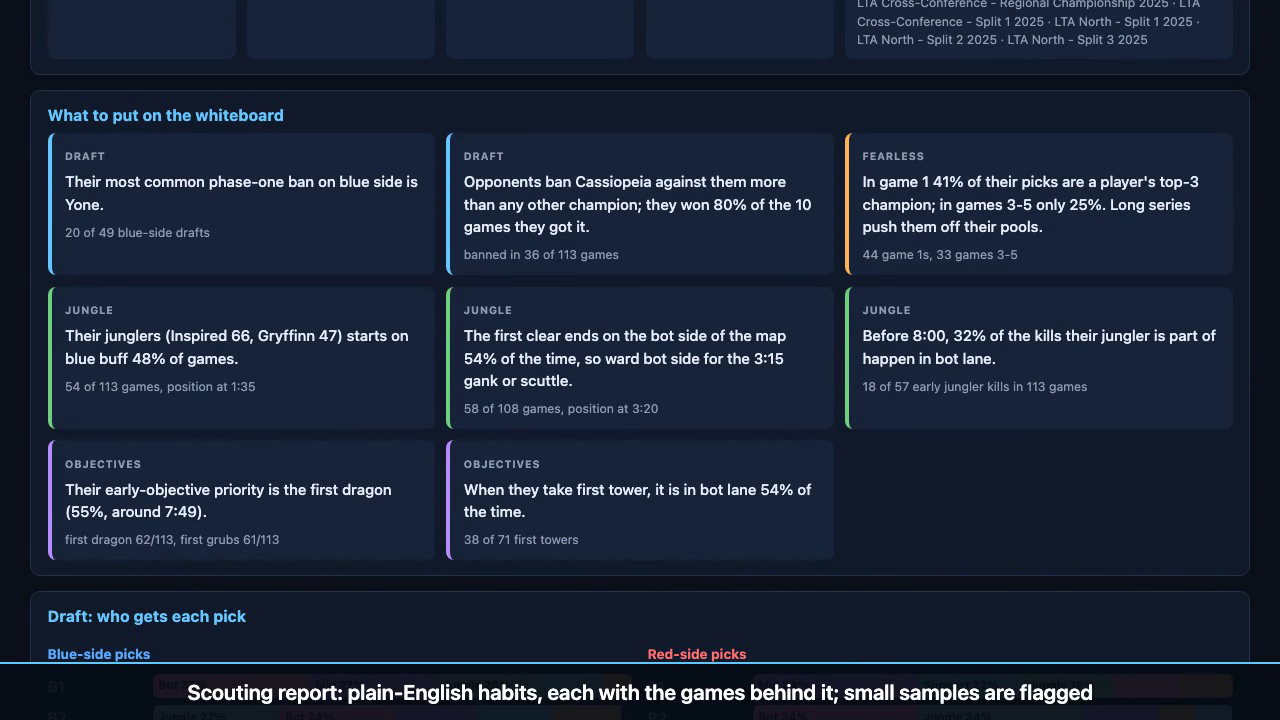 LTA Cross-Conference - Regional Championship 2025 · LTA
Cross-Conference - Split 1 2025 · LTA North - Split 1 2025 ·
LTA North - Split 2 2025 · LTA North - Split 3 2025
What to put on the whiteboard
DRAFT
Their most common phase-one ban on blue side is
Yone.
20 of 49 blue-side drafts
DRAFT
Opponents ban Cassiopeia against them more
than any other champion; they won 80% of the 10
games they got it.
banned in 36 of 113 games
FEARLESS
In game 1 41% of their picks are a player's top-3
champion; in games 3-5 only 25%. Long series
push them off their pools.
44 game 1s, 33 games 3-5
JUNGLE
Their junglers (Inspired 66, Gryffinn 47) starts on
blue buff 48% of games.
54 of 113 games, position at 1:35
JUNGLE
The first clear ends on the bot side of the map
54% of the time, so ward bot side for the 3:15
gank or scuttle.
58 of 108 games, position at 3:20
JUNGLE
Before 8:00, 32% of the kills their jungler is part of
happen in bot lane.
18 of 57 early jungler kills in 113 games
OBJECTIVES
Their early-objective priority is the first dragon
(55%, around 7:49).
first dragon 62/113, first grubs 61/113
OBJECTIVES
When they take first tower, it is in bot lane 54% of
the time.
38 of 71 first towers
Draft: who gets each pick
Blue-side picks
Red-side picks
B1
Scouting report: plain-English habits, each with the games behind it; small samples are flagged